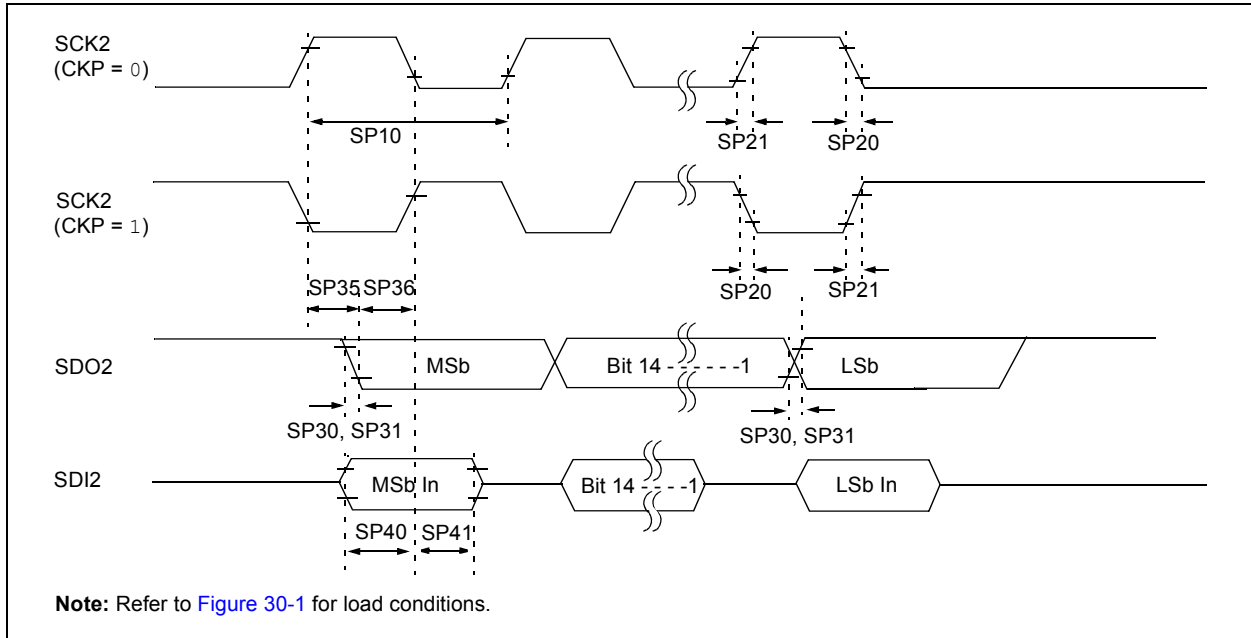 SCK2
(CKP = 0)
SP10
SP21
SP20
SCK2
(CKP = 1)
SP35 SP36
SP20
SP21
SDO2
MSb
Bit 14 - - - - - -1
LSb
SP30, SP31
SP30, SP31
SDI2
MSb In
Bit 14 - - - -1
LSb In
SP40
SP41
Note: Refer to Figure 30-1 for load conditions.